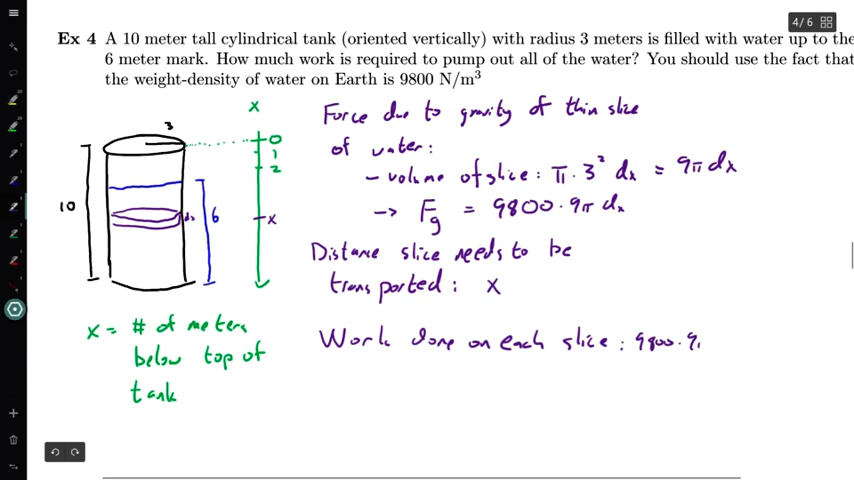 4/6
Ex 4 A 10 meter tall cylindrical tank (oriented vertically) with radius 3 meters is filled with water up to the
6 meter mark. How much work is required to pump out all of the water? You should use the fact that
the weight-density of water on Earth is 9800 N/m³
x
3
0
1
2
10
6
dx
x
x = # of meters
below top of
tank
Force due to gravity of thin slice
of water:
- volume of slice: π · 3² dx = 9π dx
→ Fg = 9800 · 9π dx
Distance slice needs to be
transported: x
Work done on each slice: 9800 · 9